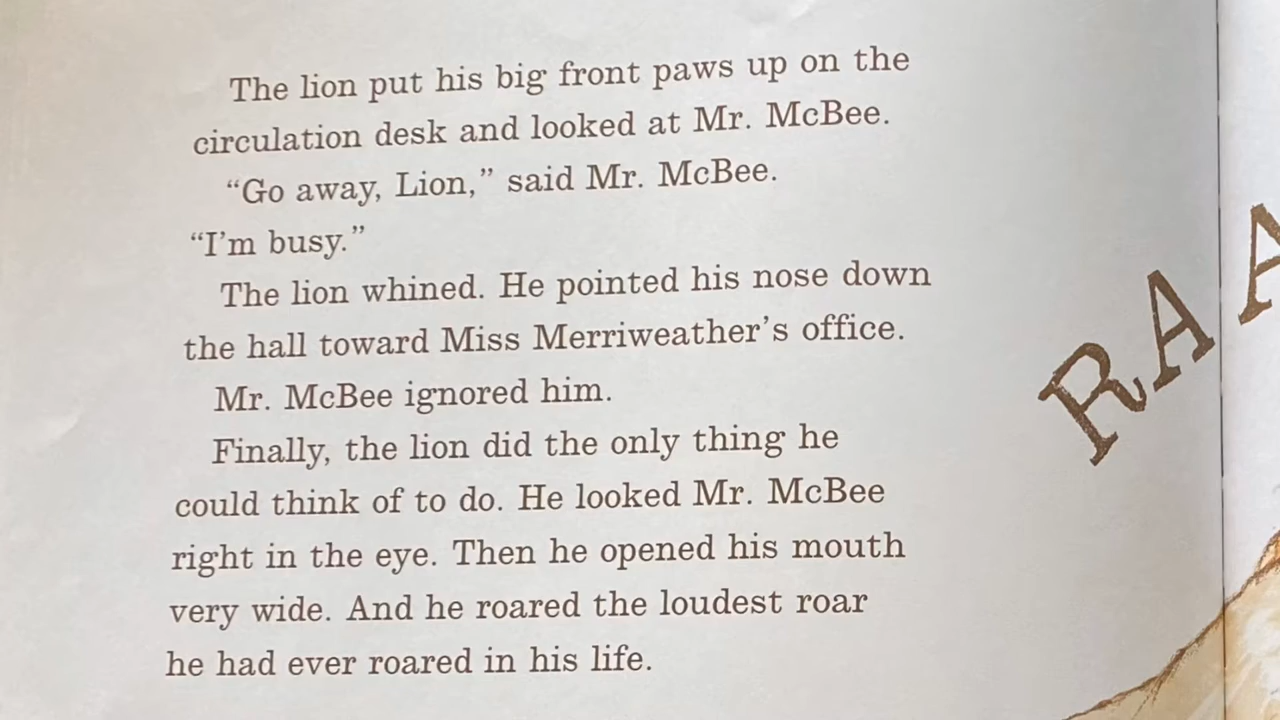 The lion put his big front paws up on the
circulation desk and looked at Mr. McBee.
“Go away, Lion,” said Mr. McBee.
“I’m busy.”
The lion whined. He pointed his nose down
the hall toward Miss Merriweather’s office.
Mr. McBee ignored him.
Finally, the lion did the only thing he
could think of to do. He looked Mr. McBee
right in the eye. Then he opened his mouth
very wide. And he roared the loudest roar
he had ever roared in his life.
RAA